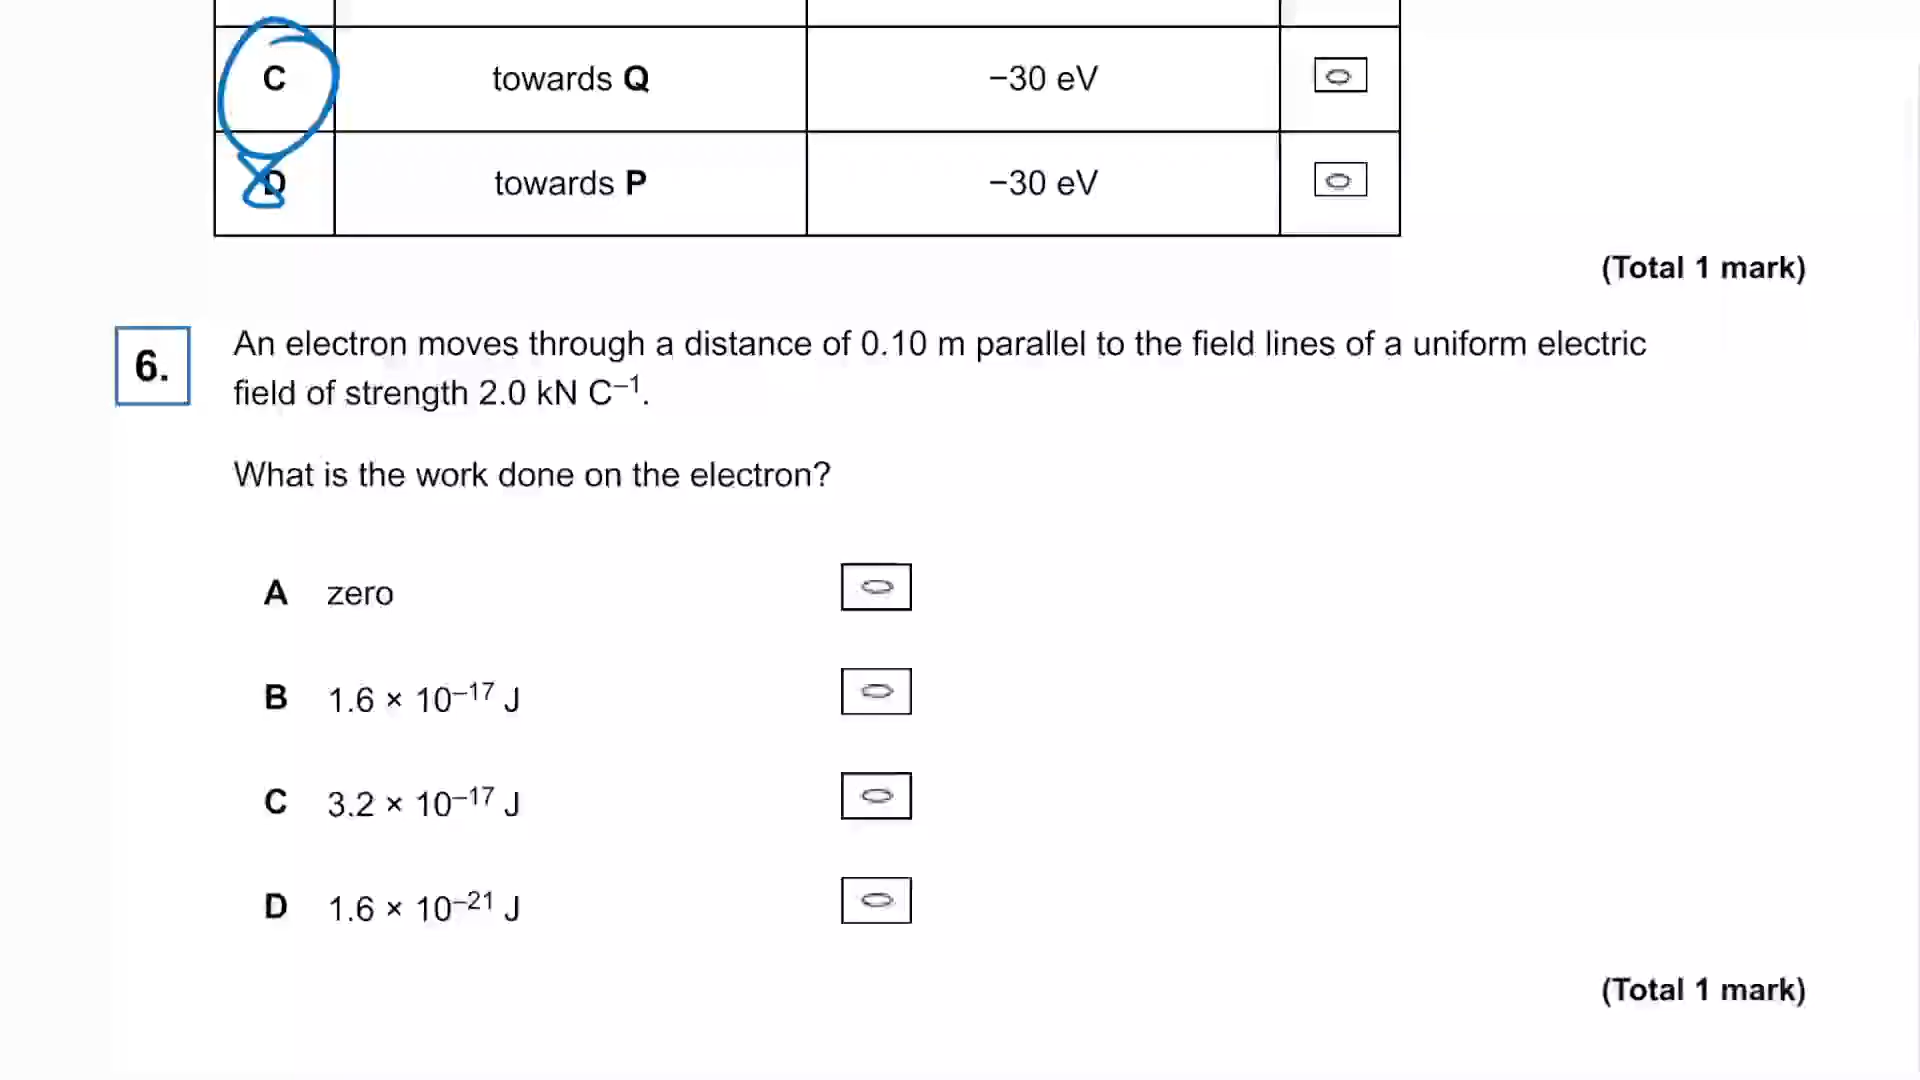 C towards Q −30 eV
D towards P −30 eV
(Total 1 mark)
6. An electron moves through a distance of 0.10 m parallel to the field lines of a uniform electric
field of strength 2.0 kN C⁻¹.
What is the work done on the electron?
A zero
B 1.6 × 10⁻¹⁷ J
C 3.2 × 10⁻¹⁷ J
D 1.6 × 10⁻²¹ J
(Total 1 mark)